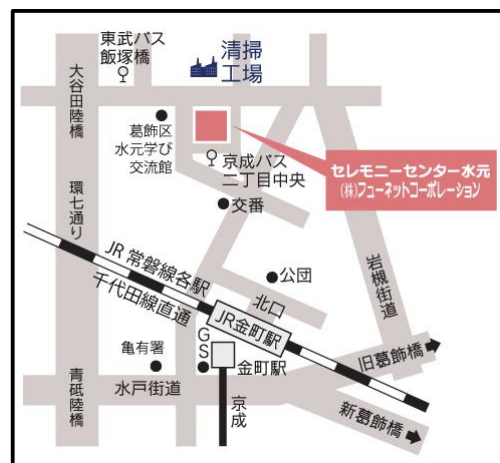 東武バス
飯塚橋
清掃
工場
大谷田陸橋
葛飾区
水元学び
交流館
京成バス
二丁目中央
セレモニーセンター水元
(株)フューネットコーポレーション
交番
環七通り
JR 常磐線各駅
千代田線直通
公団
北口
岩槻街道
JR金町駅
旧葛飾橋
GS
亀有署
金町駅
水戸街道
青砥陸橋
京成
新葛飾橋